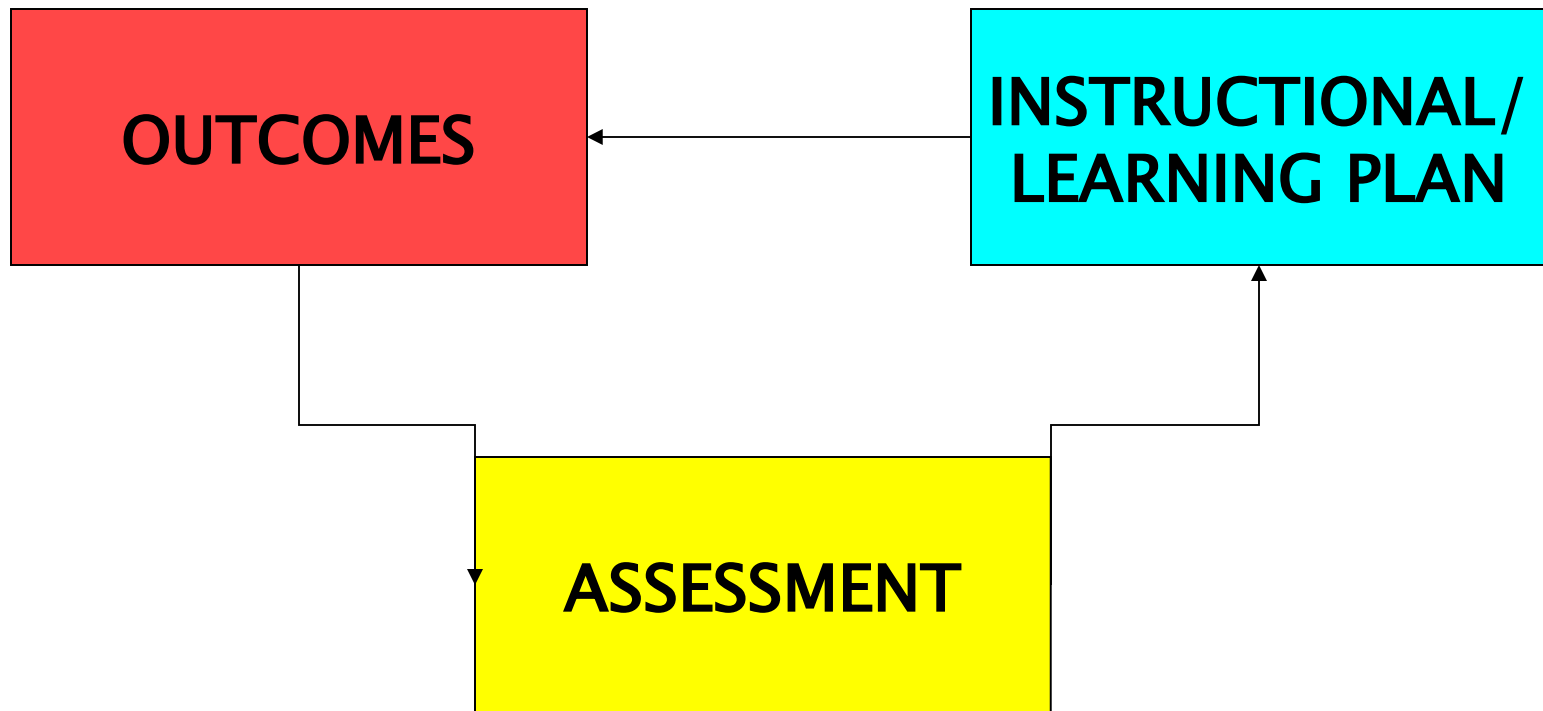 OUTCOMES
INSTRUCTIONAL/
LEARNING PLAN
ASSESSMENT